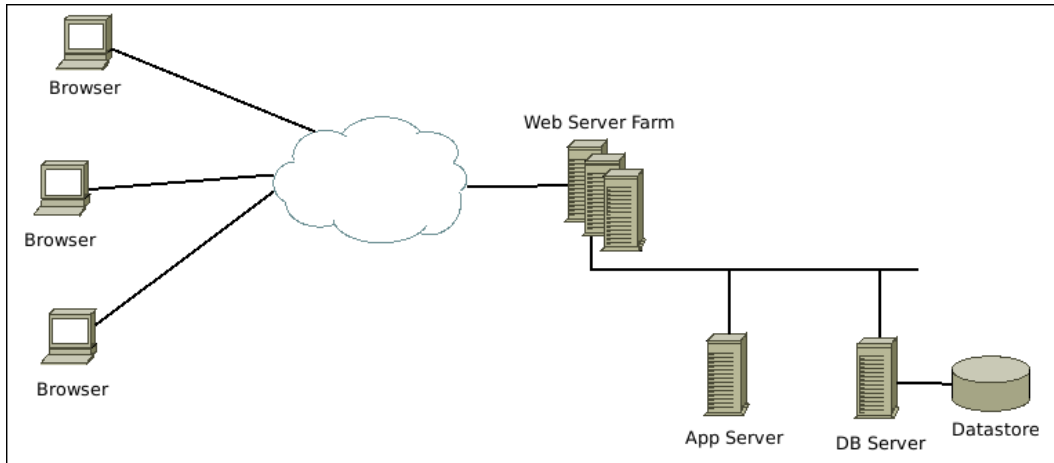 Browser
Web Server Farm
Browser
Browser
App Server
DB Server
Datastore